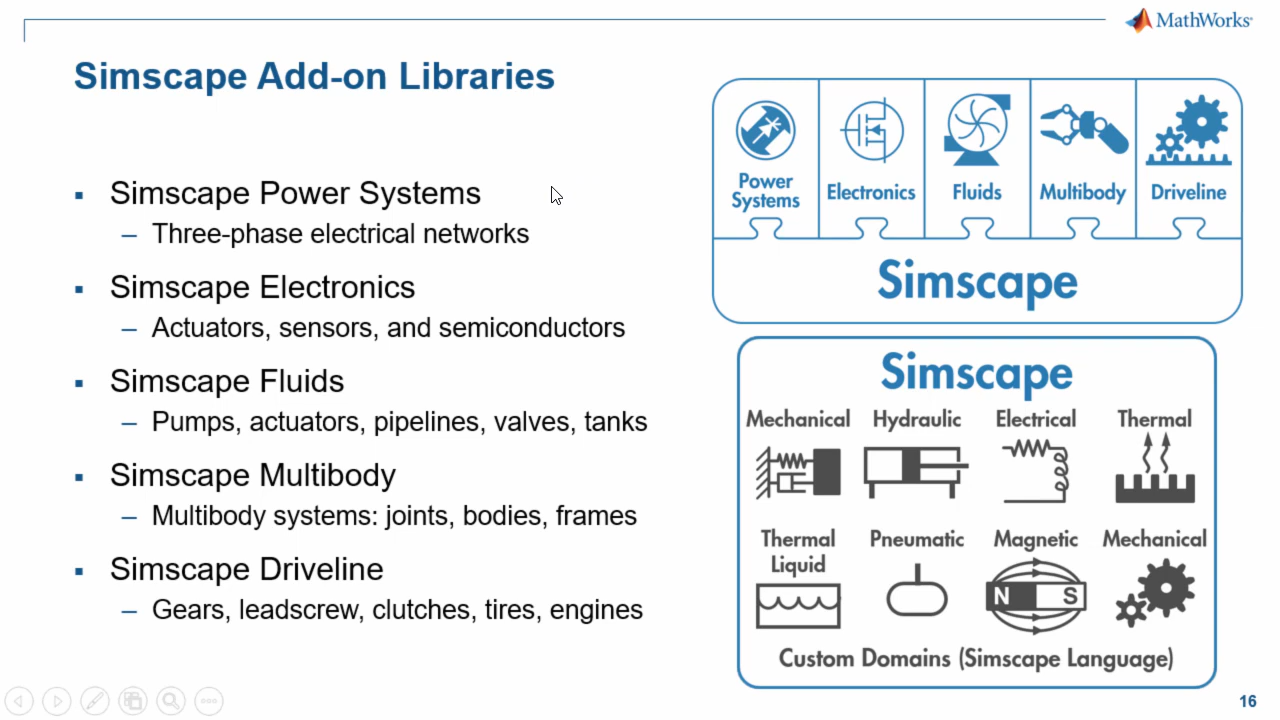 MathWorks®
Simscape Add-on Libraries
▪ Simscape Power Systems
– Three-phase electrical networks
▪ Simscape Electronics
– Actuators, sensors, and semiconductors
▪ Simscape Fluids
– Pumps, actuators, pipelines, valves, tanks
▪ Simscape Multibody
– Multibody systems: joints, bodies, frames
▪ Simscape Driveline
– Gears, leadscrew, clutches, tires, engines
Power
Systems
Electronics
Fluids
Multibody
Driveline
Simscape
Simscape
Mechanical
Hydraulic
Electrical
Thermal
Thermal
Liquid
Pneumatic
Magnetic
Mechanical
N S
Custom Domains (Simscape Language)
16